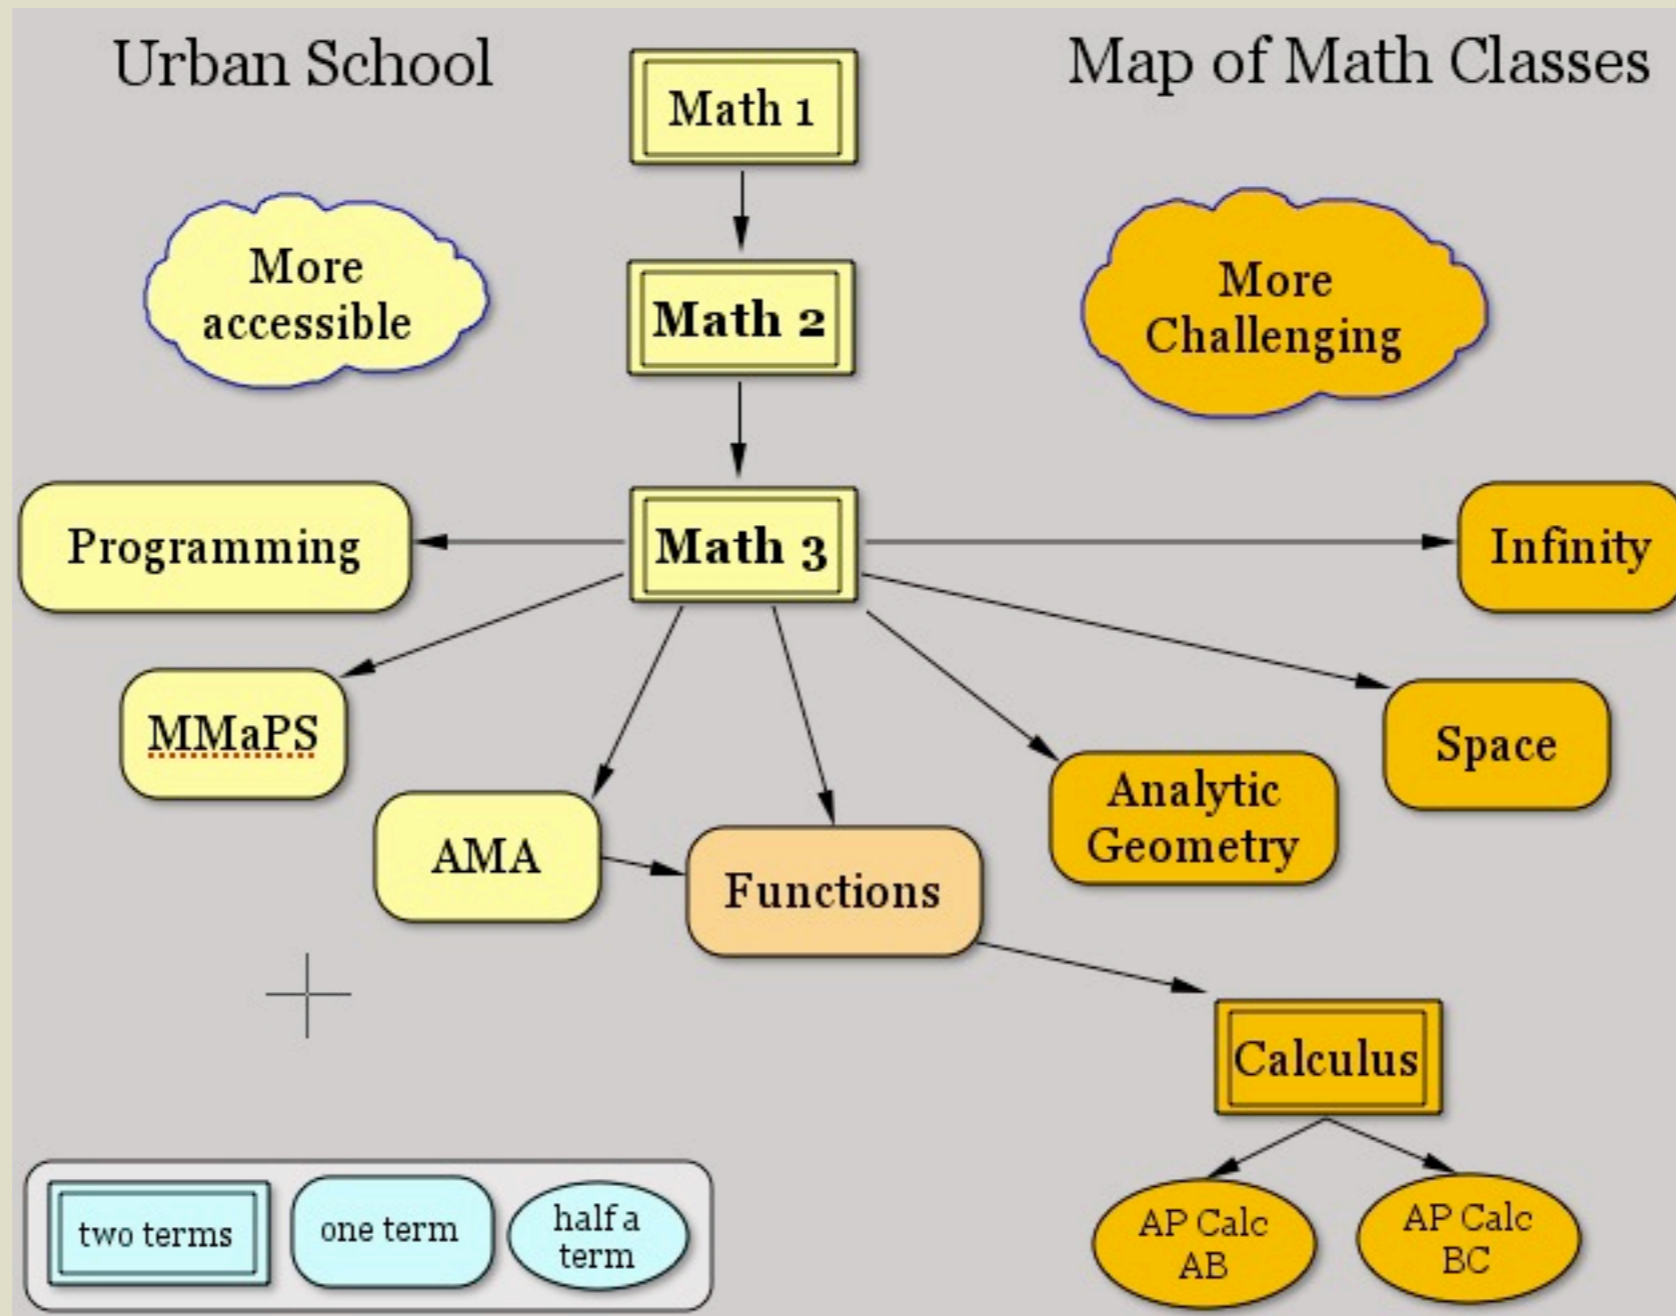 Urban School
Map of Math Classes
Math 1
More
accessible
More
Challenging
Math 2
Programming
Math 3
Infinity
MMaPS
Space
Analytic
Geometry
AMA
Functions
Calculus
two terms
one term
half a
term
AP Calc
AB
AP Calc
BC